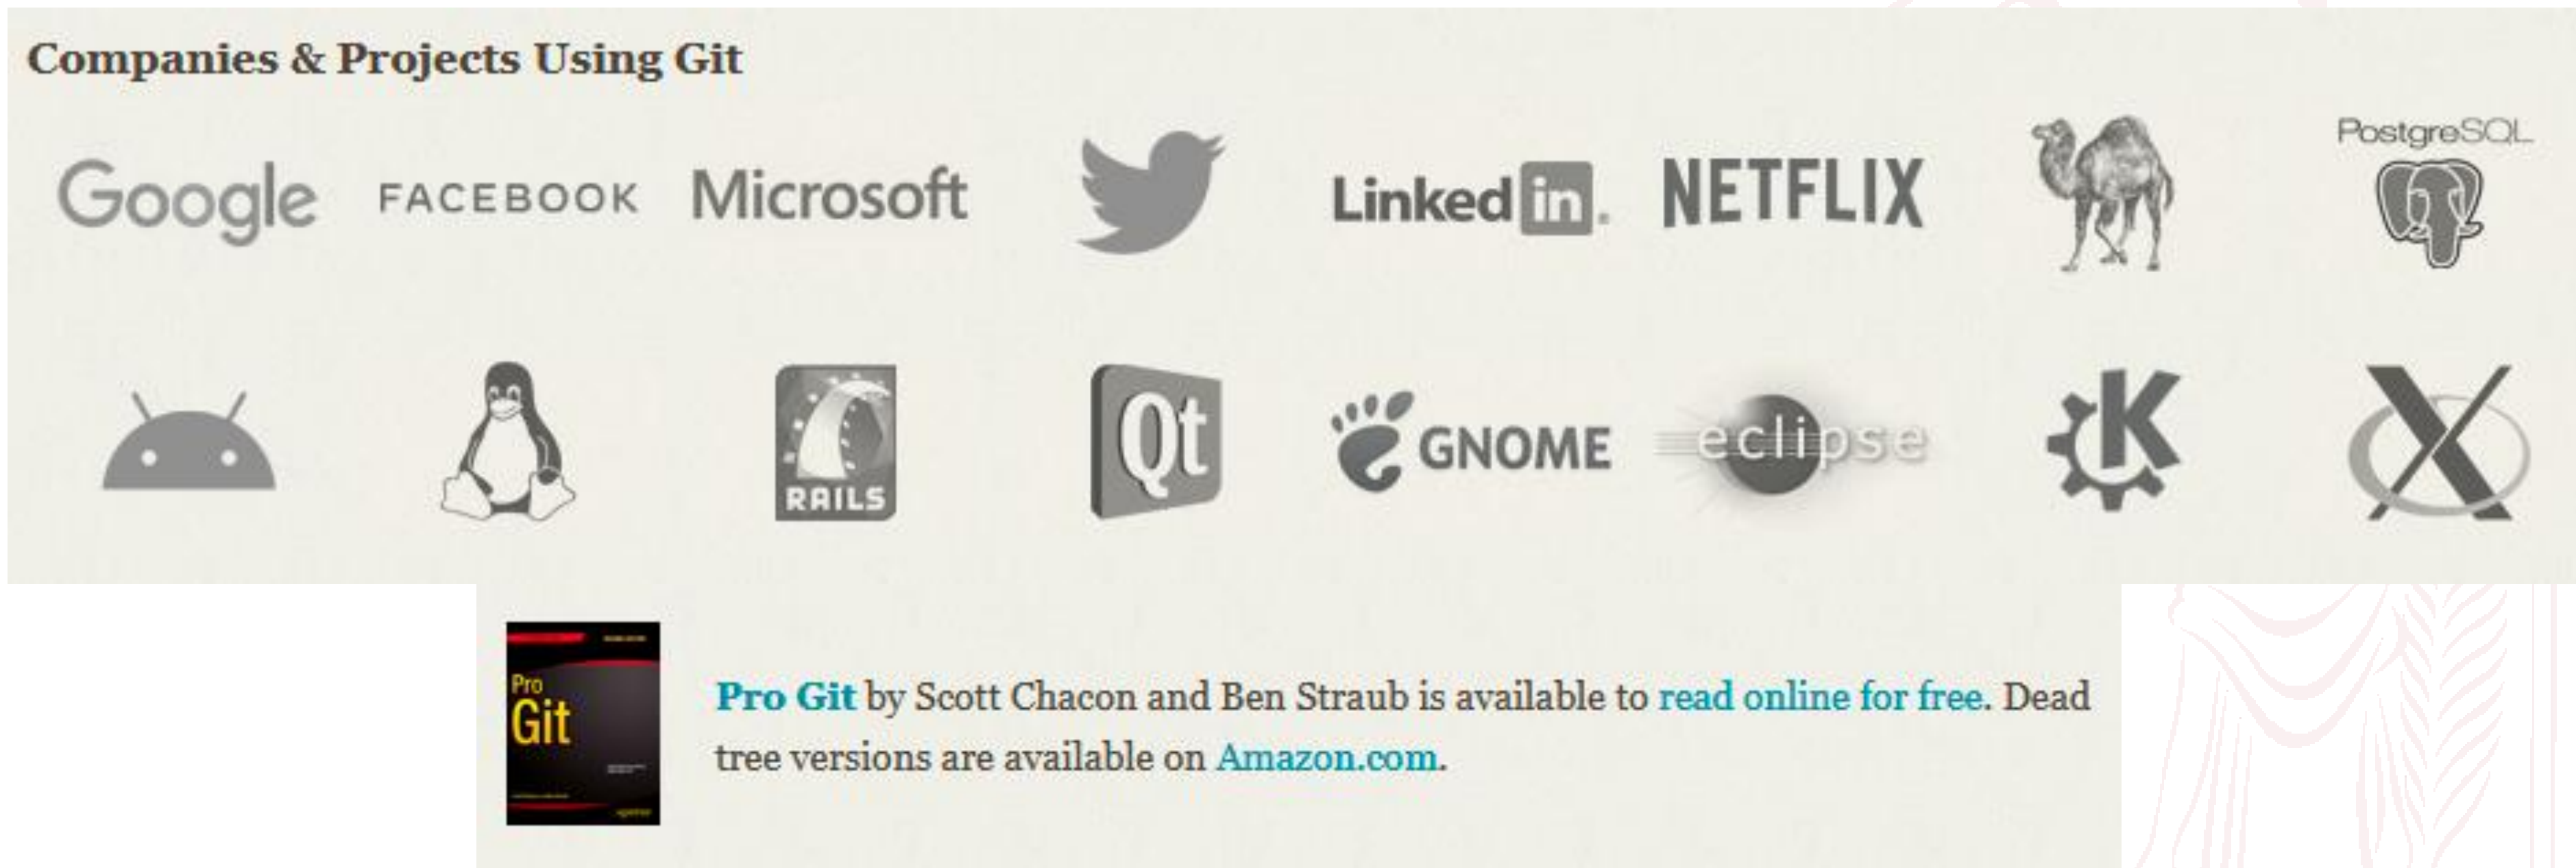 Companies & Projects Using Git
Google FACEBOOK Microsoft Linked in NETFLIX PostgreSQL
RAILS Qt GNOME eclipse K X
Pro
Git
Pro Git by Scott Chacon and Ben Straub is available to read online for free. Dead
tree versions are available on Amazon.com.